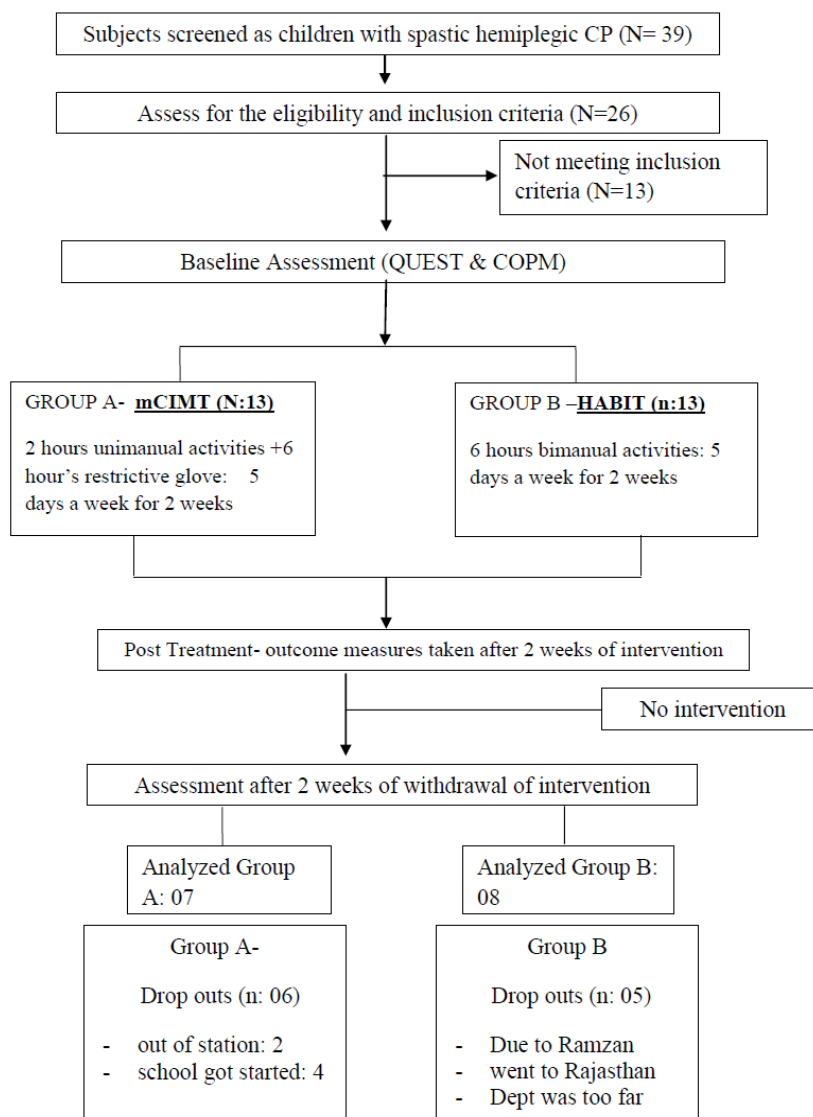 Subjects screened as children with spastic hemiplegic CP (N= 39)
Assess for the eligibility and inclusion criteria (N=26)
Not meeting inclusion
criteria (N=13)
Baseline Assessment (QUEST & COPM)
GROUP A- mCIMT (N:13)
2 hours unimanual activities +6
hour's restrictive glove: 5
days a week for 2 weeks
GROUP B –HABIT (n:13)
6 hours bimanual activities: 5
days a week for 2 weeks
Post Treatment- outcome measures taken after 2 weeks of intervention
No intervention
Assessment after 2 weeks of withdrawal of intervention
Analyzed Group
A: 07
Analyzed Group B:
08
Group A-
Drop outs (n: 06)
- out of station: 2
- school got started: 4
Group B
Drop outs (n: 05)
- Due to Ramzan
- went to Rajasthan
- Dept was too far